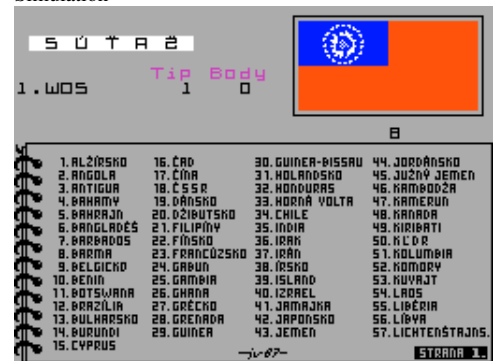 Simulation
SÚŤAŽ
Tip Body
1.WOS 1 0
8
1.ALŽÍRSKO
2.ANGOLA
3.ANTIGUA
4.BAHAMY
5.BAHRAJN
6.BANGLADÉŠ
7.BARBADOS
8.BARMA
9.BELGICKO
10.BENIN
11.BOTSWANA
12.BRAZÍLIA
13.BULHARSKO
14.BURUNDI
15.CYPRUS
16.ČAD
17.ČÍNA
18.ČSSR
19.DÁNSKO
20.DŽIBUTSKO
21.FILIPÍNY
22.FÍNSKO
23.FRANCÚZSKO
24.GABUN
25.GAMBIA
26.GHANA
27.GRÉCKO
28.GRENADA
29.GUINEA
30.GUINEA-BISSAU
31.HOLANDSKO
32.HONDURAS
33.HORNÁ VOLTA
34.CHILE
35.INDIA
36.IRAK
37.IRÁN
38.ÍRSKO
39.ISLAND
40.IZRAEL
41.JAMAJKA
42.JAPONSKO
43.JEMEN
44.JORDÁNSKO
45.JUŽNÝ JEMEN
46.KAMBODŽA
47.KAMERUN
48.KANADA
49.KIRIBATI
50.KĽDR
51.KOLUMBIA
52.KOMORY
53.KUVAJT
54.LAOS
55.LIBÉRIA
56.LÍBYA
57.LICHTENŠTAJNS.
—jv-87—
STRANA 1